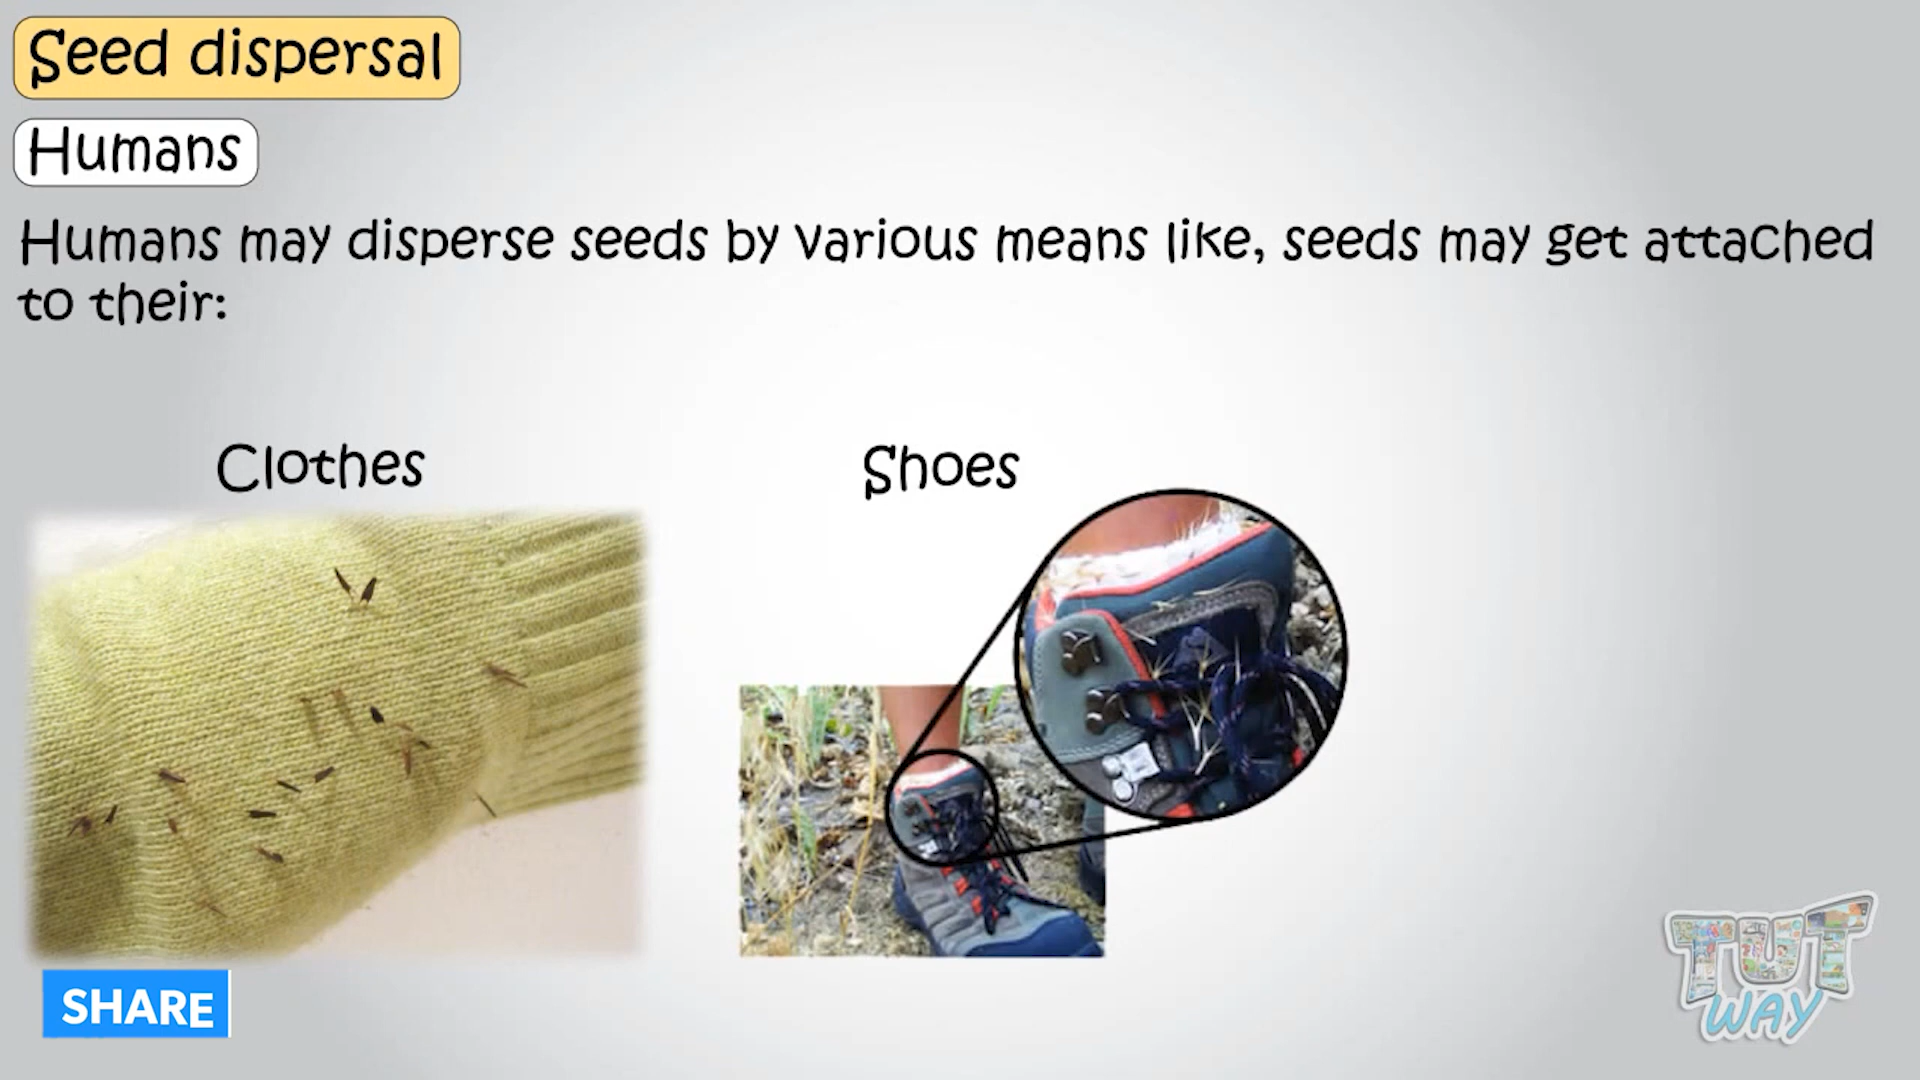 Seed dispersal
Humans
Humans may disperse seeds by various means like, seeds may get attached
to their:
Clothes
Shoes
SHARE
TUT
WAY